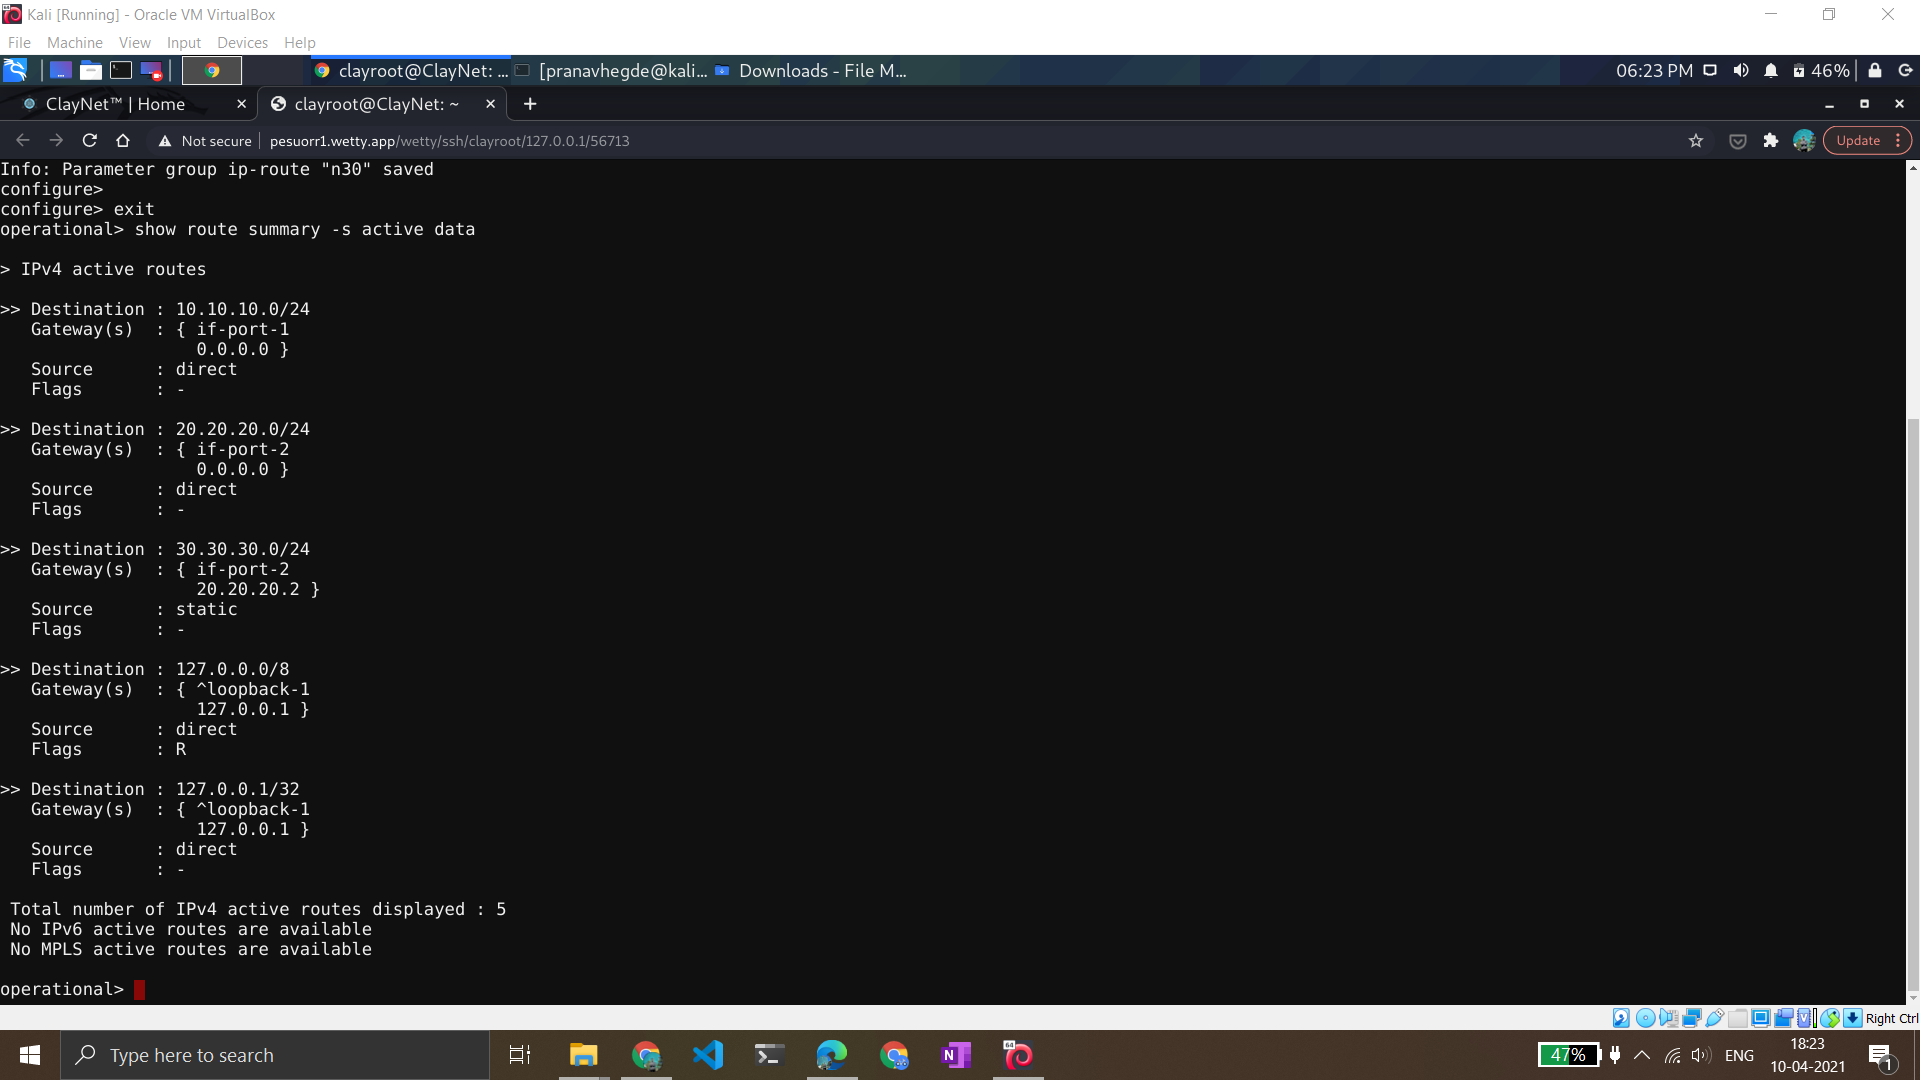 Kali [Running] - Oracle VM VirtualBox
File Machine View Input Devices Help
clayroot@ClayNet: ... [pranavhegde@kali... Downloads - File M... 06:23 PM 46%
ClayNet™ | Home clayroot@ClayNet: ~
Not secure pesuorr1.wetty.app/wetty/ssh/clayroot/127.0.0.1/56713 Update
Info: Parameter group ip-route "n30" saved
configure>
configure> exit
operational> show route summary -s active data
> IPv4 active routes
>> Destination : 10.10.10.0/24
Gateway(s) : { if-port-1
0.0.0.0 }
Source : direct
Flags : -
>> Destination : 20.20.20.0/24
Gateway(s) : { if-port-2
0.0.0.0 }
Source : direct
Flags : -
>> Destination : 30.30.30.0/24
Gateway(s) : { if-port-2
20.20.20.2 }
Source : static
Flags : -
>> Destination : 127.0.0.0/8
Gateway(s) : { ^loopback-1
127.0.0.1 }
Source : direct
Flags : R
>> Destination : 127.0.0.1/32
Gateway(s) : { ^loopback-1
127.0.0.1 }
Source : direct
Flags : -
Total number of IPv4 active routes displayed : 5
No IPv6 active routes are available
No MPLS active routes are available
operational>
Right Ctrl
Type here to search
64
47% ENG 18:23
10-04-2021
1